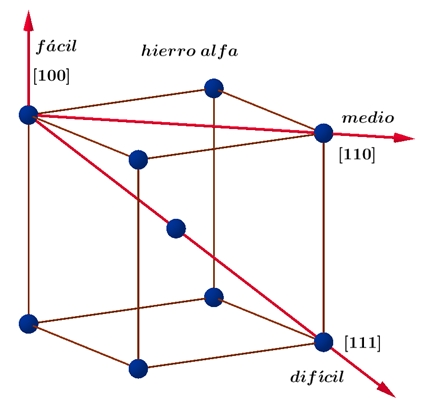 fácil
[100]
hierro alfa
medio
[110]
[111]
difícil